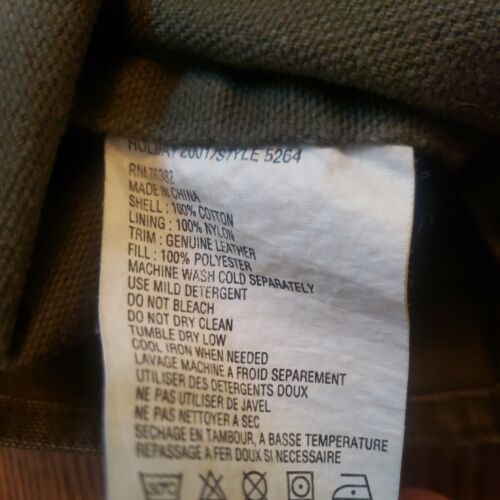 HOLIDAY 2001/STYLE 5264
RN# 76382
MADE IN CHINA
SHELL : 100% COTTON
LINING : 100% NYLON
TRIM : GENUINE LEATHER
FILL : 100% POLYESTER
MACHINE WASH COLD SEPARATELY
USE MILD DETERGENT
DO NOT BLEACH
DO NOT DRY CLEAN
TUMBLE DRY LOW
COOL IRON WHEN NEEDED
LAVAGE MACHINE A FROID SEPAREMENT
UTILISER DES DETERGENTS DOUX
NE PAS UTILISER DE JAVEL
NE PAS NETTOYER A SEC
SECHAGE EN TAMBOUR, A BASSE TEMPERATURE
REPASSAGE A FER DOUX SI NECESSAIRE